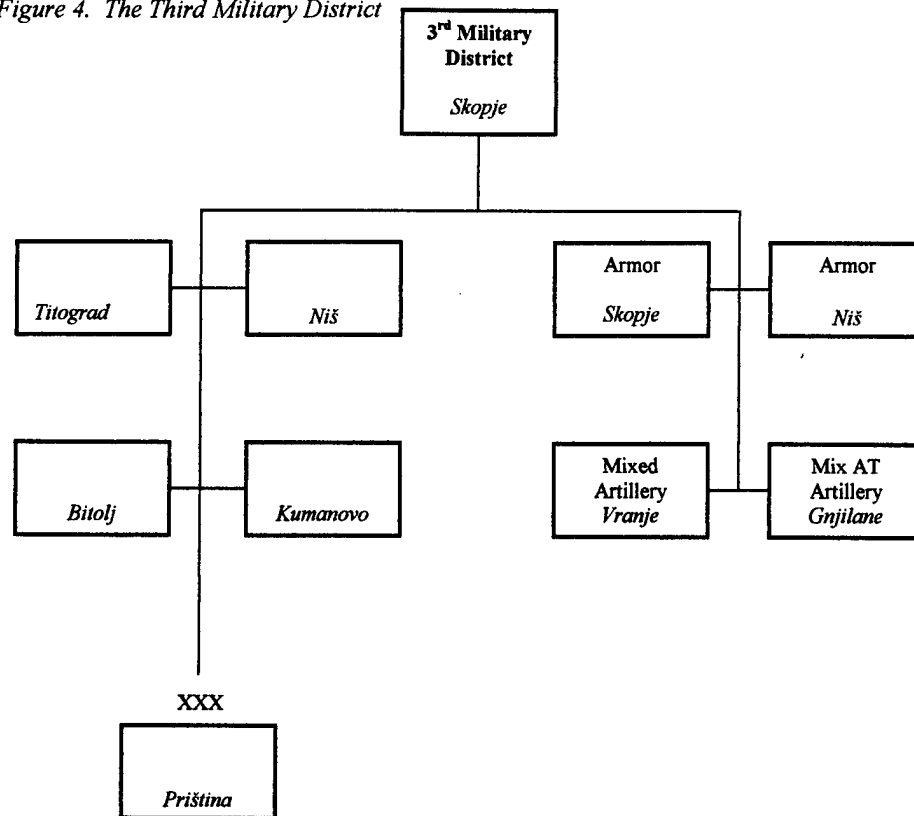 Figure 4. The Third Military District
3rd Military
District
Skopje
Titograd
Niš
Armor
Skopje
Armor
Niš
Bitolj
Kumanovo
Mixed
Artillery
Vranje
Mix AT
Artillery
Gnjilane
XXX
Priština